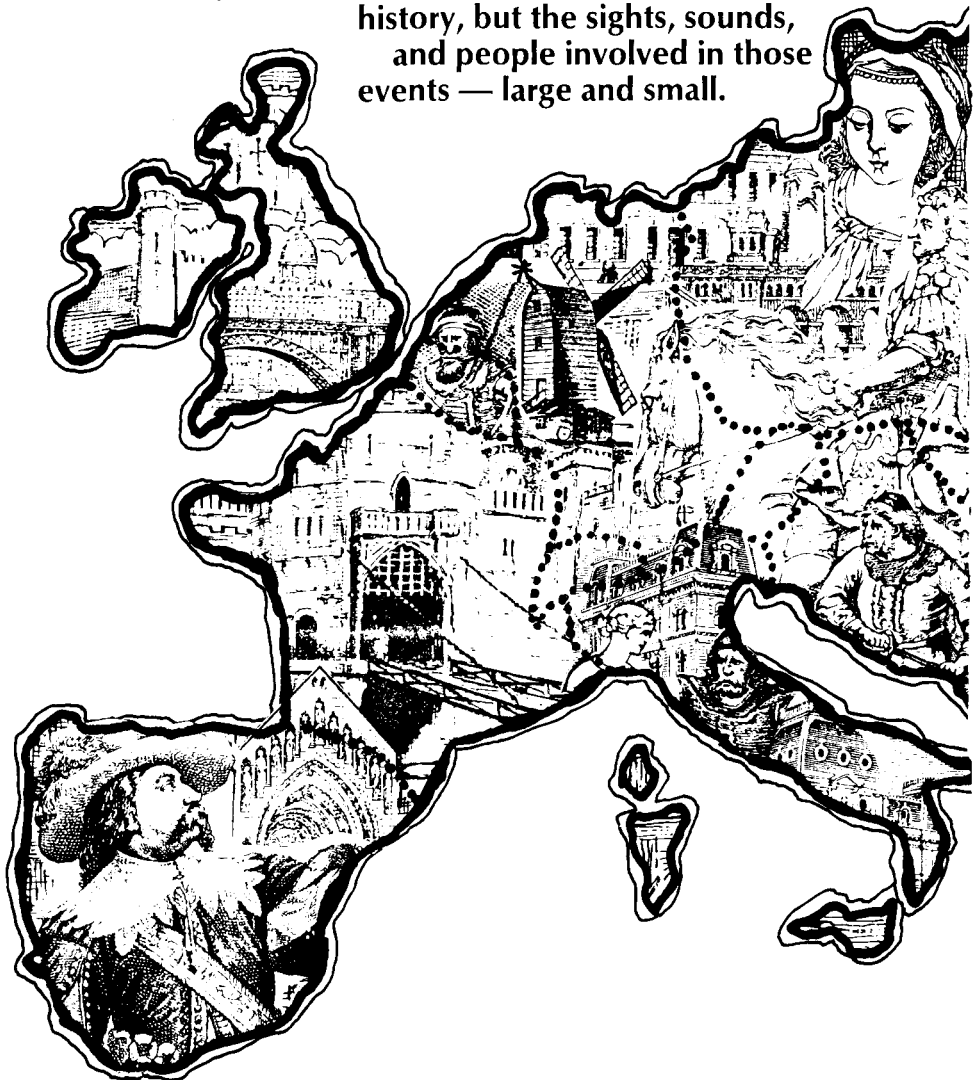 history, but the sights, sounds,
and people involved in those
events — large and small.